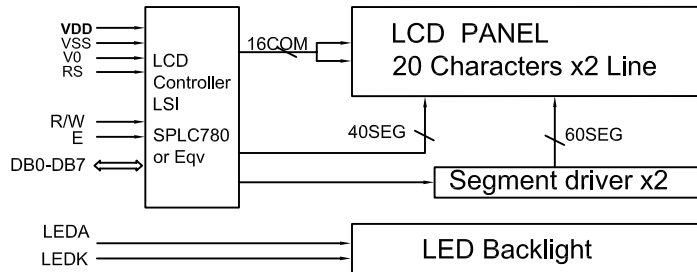 VDD
VSS
V0
RS
R/W
E
DB0-DB7
LCD
Controller
LSI
SPLC780
or Eqv
16COM
LCD PANEL
20 Characters x2 Line
40SEG
60SEG
Segment driver x2
LEDA
LEDK
LED Backlight